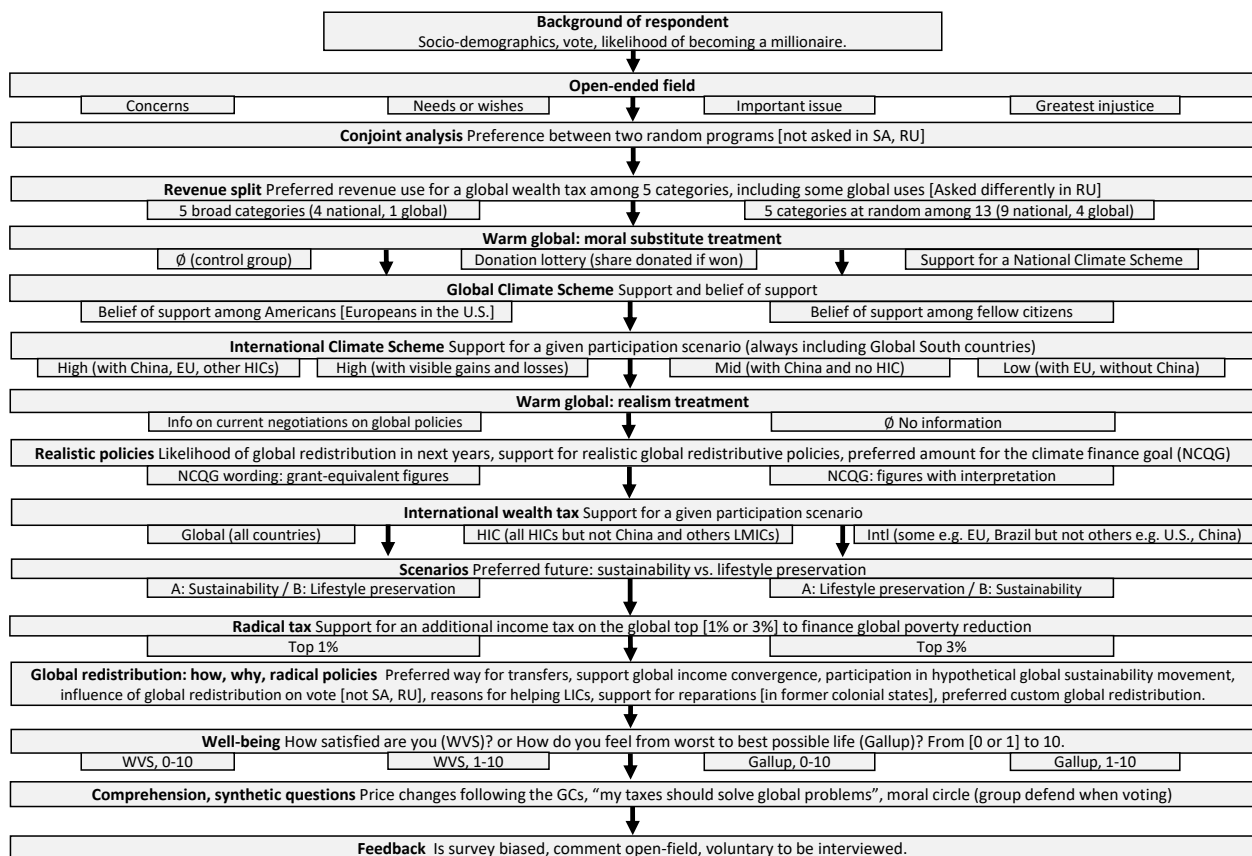 Background of respondent
Socio-demographics, vote, likelihood of becoming a millionaire.
Open-ended field
Concerns
Needs or wishes
Important issue
Greatest injustice
Conjoint analysis Preference between two random programs [not asked in SA, RU]
Revenue split Preferred revenue use for a global wealth tax among 5 categories, including some global uses [Asked differently in RU]
5 broad categories (4 national, 1 global)
5 categories at random among 13 (9 national, 4 global)
Warm global: moral substitute treatment
Ø (control group)
Donation lottery (share donated if won)
Support for a National Climate Scheme
Global Climate Scheme Support and belief of support
Belief of support among Americans [Europeans in the U.S.]
Belief of support among fellow citizens
International Climate Scheme Support for a given participation scenario (always including Global South countries)
High (with China, EU, other HICs)
High (with visible gains and losses)
Mid (with China and no HIC)
Low (with EU, without China)
Warm global: realism treatment
Info on current negotiations on global policies
Ø No information
Realistic policies Likelihood of global redistribution in next years, support for realistic global redistributive policies, preferred amount for the climate finance goal (NCQG)
NCQG wording: grant-equivalent figures
NCQG: figures with interpretation
International wealth tax Support for a given participation scenario
Global (all countries)
HIC (all HICs but not China and others LMICs)
Intl (some e.g. EU, Brazil but not others e.g. U.S., China)
Scenarios Preferred future: sustainability vs. lifestyle preservation
A: Sustainability / B: Lifestyle preservation
A: Lifestyle preservation / B: Sustainability
Radical tax Support for an additional income tax on the global top [1% or 3%] to finance global poverty reduction
Top 1%
Top 3%
Global redistribution: how, why, radical policies Preferred way for transfers, support global income convergence, participation in hypothetical global sustainability movement,
influence of global redistribution on vote [not SA, RU], reasons for helping LICs, support for reparations [in former colonial states], preferred custom global redistribution.
Well-being How satisfied are you (WVS)? or How do you feel from worst to best possible life (Gallup)? From [0 or 1] to 10.
WVS, 0-10
WVS, 1-10
Gallup, 0-10
Gallup, 1-10
Comprehension, synthetic questions Price changes following the GCs, “my taxes should solve global problems”, moral circle (group defend when voting)
Feedback Is survey biased, comment open-field, voluntary to be interviewed.